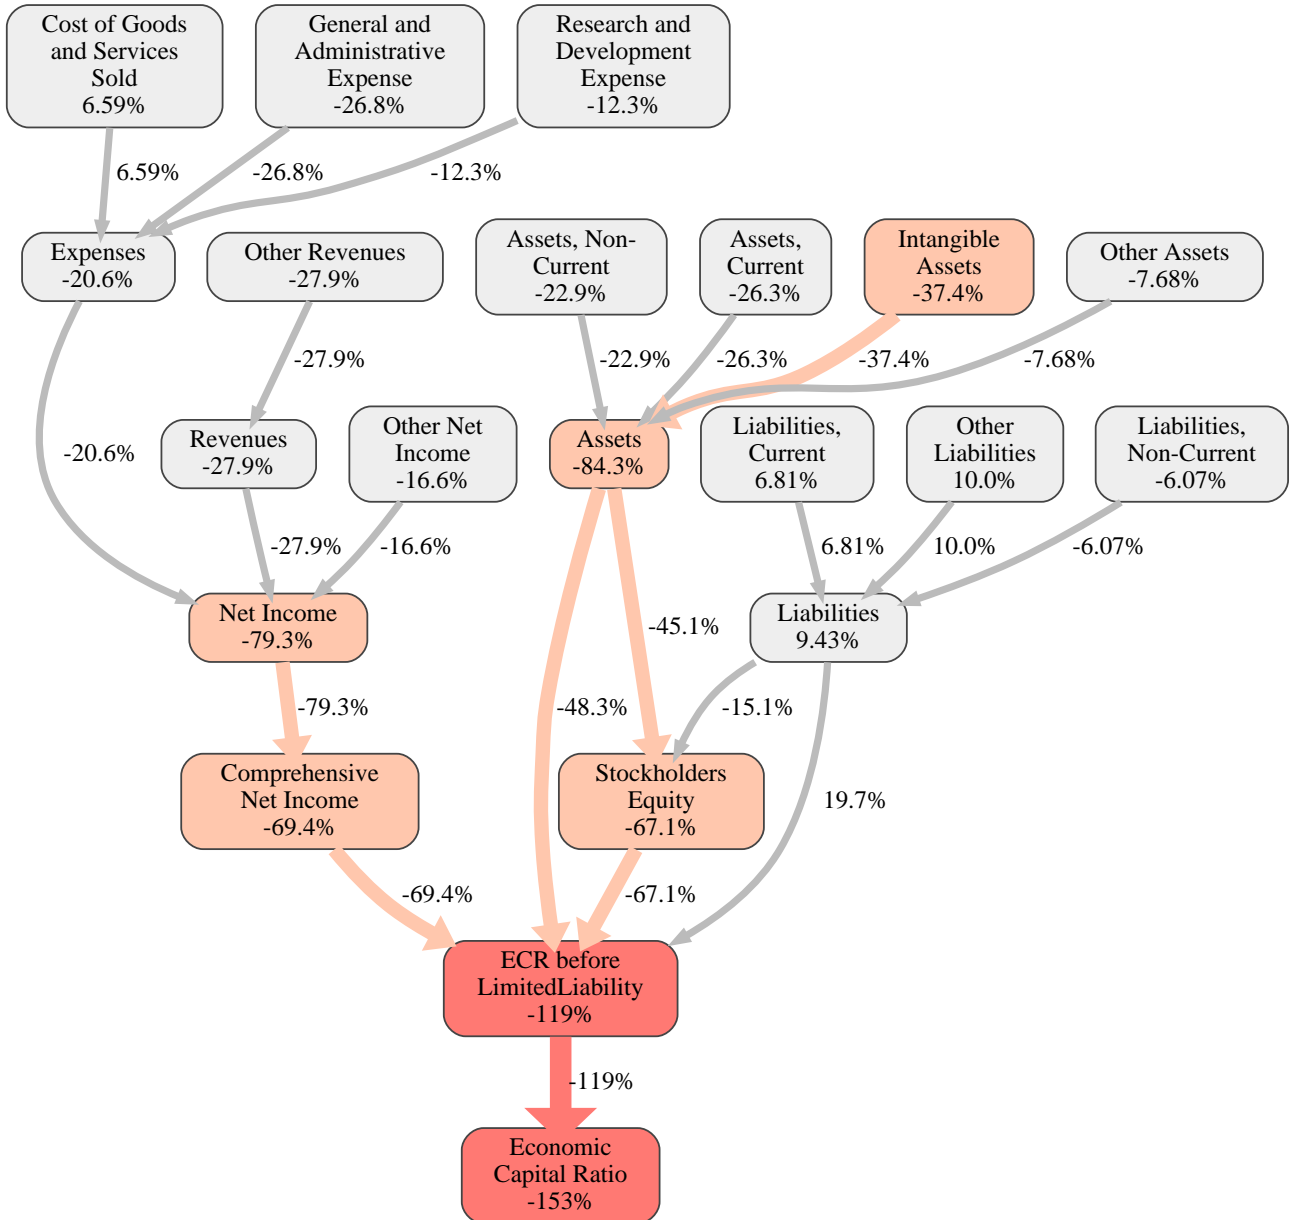 Cost of Goods
and Services
Sold
6.59%
General and
Administrative
Expense
-26.8%
Research and
Development
Expense
-12.3%
6.59%
-26.8%
-12.3%
Expenses
-20.6%
Other Revenues
-27.9%
Assets, Non-
Current
-22.9%
Assets,
Current
-26.3%
Intangible
Assets
-37.4%
Other Assets
-7.68%
-27.9%
-22.9%
-26.3%
-37.4%
-7.68%
-20.6%
Revenues
-27.9%
Other Net
Income
-16.6%
Assets
-84.3%
Liabilities,
Current
6.81%
Other
Liabilities
10.0%
Liabilities,
Non-Current
-6.07%
-27.9%
-16.6%
6.81%
10.0%
-6.07%
Net Income
-79.3%
-45.1%
Liabilities
9.43%
-79.3%
-48.3%
-15.1%
Comprehensive
Net Income
-69.4%
Stockholders
Equity
-67.1%
19.7%
-69.4%
-67.1%
ECR before
LimitedLiability
-119%
-119%
Economic
Capital Ratio
-153%